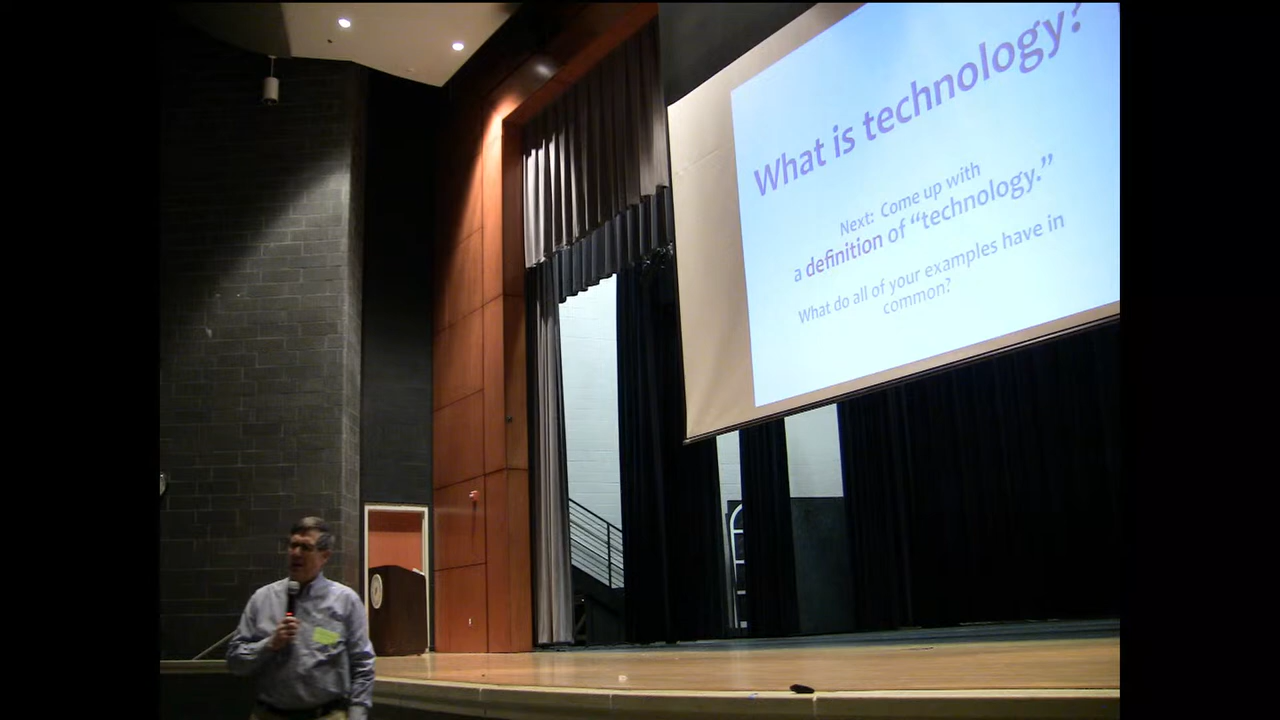 What is technology?
Next: Come up with
a definition of “technology.”
What do all of your examples have in
common?